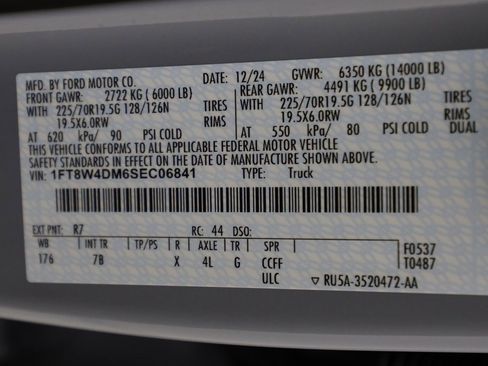 MFD. BY FORD MOTOR CO. DATE: 12/24 GVWR: 6350 KG (14000 LB)
FRONT GAWR: 2722 KG ( 6000 LB) REAR GAWR: 4491 KG ( 9900 LB)
WITH 225/70R19.5G 128/126N TIRES WITH 225/70R19.5G 128/126N TIRES
19.5X6.0RW RIMS 19.5X6.0RW RIMS
AT 620 kPa/ 90 PSI COLD AT 550 kPa/ 80 PSI COLD DUAL
THIS VEHICLE CONFORMS TO ALL APPLICABLE FEDERAL MOTOR VEHICLE
SAFETY STANDARDS IN EFFECT ON THE DATE OF MANUFACTURE SHOWN ABOVE.
VIN: 1FT8W4DM6SEC06841 TYPE: Truck
EXT PNT: R7 RC: 44 DSO:
WB INT TR TP/PS R AXLE TR SPR F0537
176 7B X 4L G CCFF T0487
ULC ▽ RU5A-3520472-AA